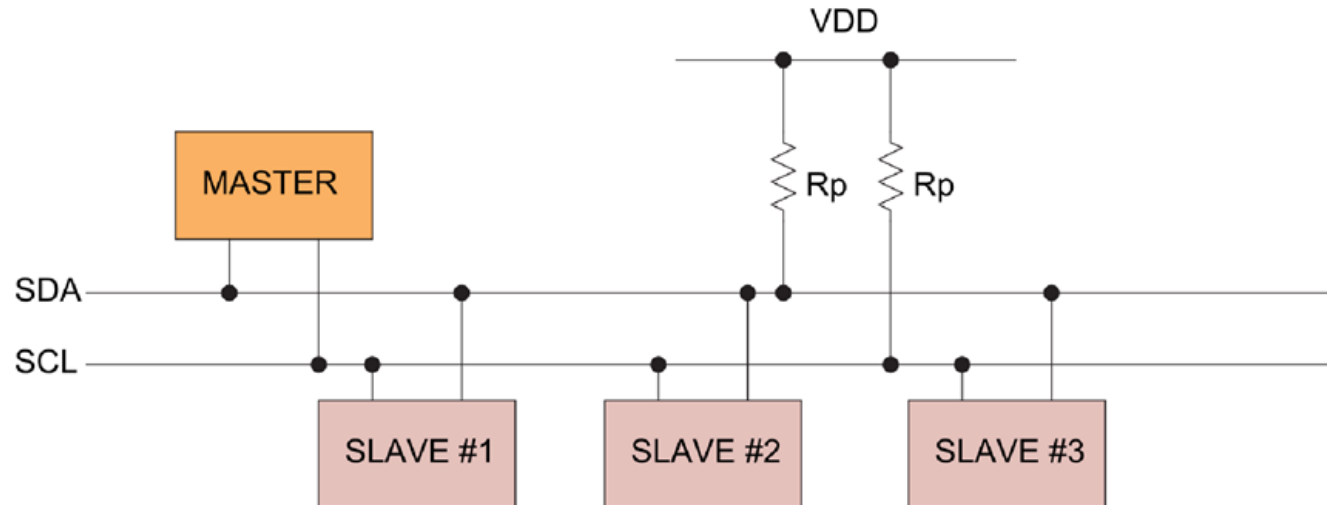 VDD
MASTER
Rp
Rp
SDA
SCL
SLAVE #1
SLAVE #2
SLAVE #3